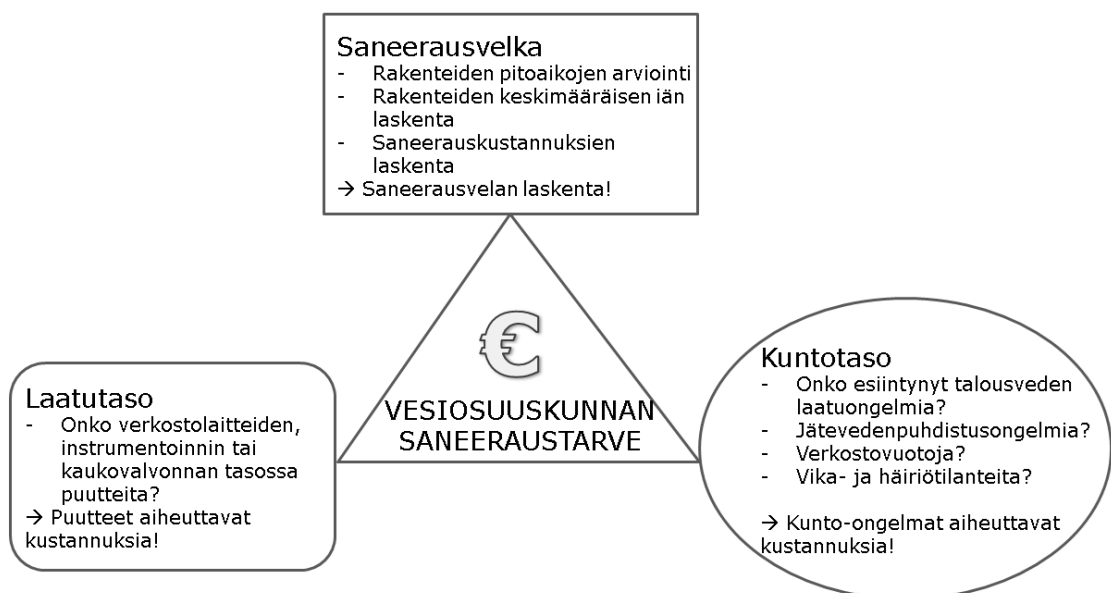 Saneerausvelka
- Rakenteiden pitoaikojen arviointi
- Rakenteiden keskimääräisen iän
laskenta
- Saneerauskustannuksien
laskenta
→ Saneerausvelan laskenta!
€
VESIOSUUSKUNNAN
SANEERAUSTARVE
Laatutaso
- Onko verkostolaitteiden,
instrumentoinnin tai
kaukovalvonnan tasossa
puutteita?
→ Puutteet aiheuttavat
kustannuksia!
Kuntotaso
- Onko esiintynyt talousveden
laatuongelmia?
- Jätevedenpuhdistusongelmia?
- Verkostovuotoja?
- Vika- ja häiriötilanteita?
→ Kunto-ongelmat aiheuttavat
kustannuksia!